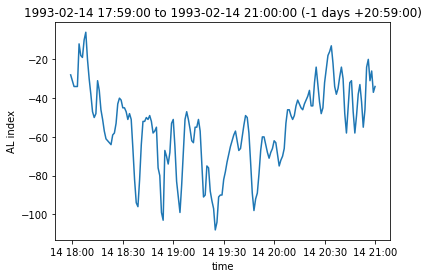 1993-02-14 17:59:00 to 1993-02-14 21:00:00 (-1 days +20:59:00)
−20
−40
−60
−80
−100
AL index
14 18:00 14 18:30 14 19:00 14 19:30 14 20:00 14 20:30 14 21:00
time